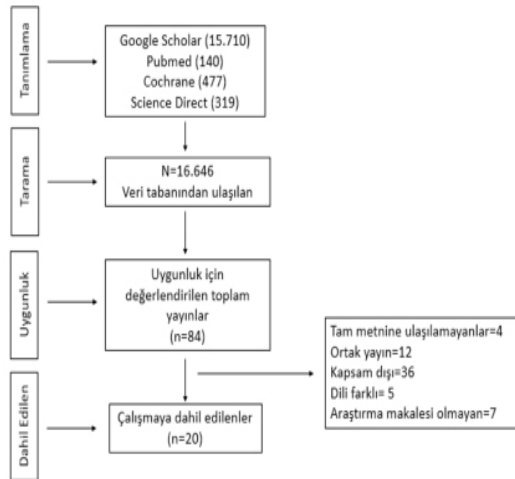 Tanımlama
Google Scholar (15.710)
Pubmed (140)
Cochrane (477)
Science Direct (319)
Tarama
N=16.646
Veri tabanından ulaşılan
Uygunluk
Uygunluk için
değerlendirilen toplam
yayınlar
(n=84)
Tam metnine ulaşılamayanlar=4
Ortak yayın=12
Kapsam dışı=36
Dili farklı= 5
Araştırma makalesi olmayan=7
Dahil Edilen
Çalışmaya dahil edilenler
(n=20)